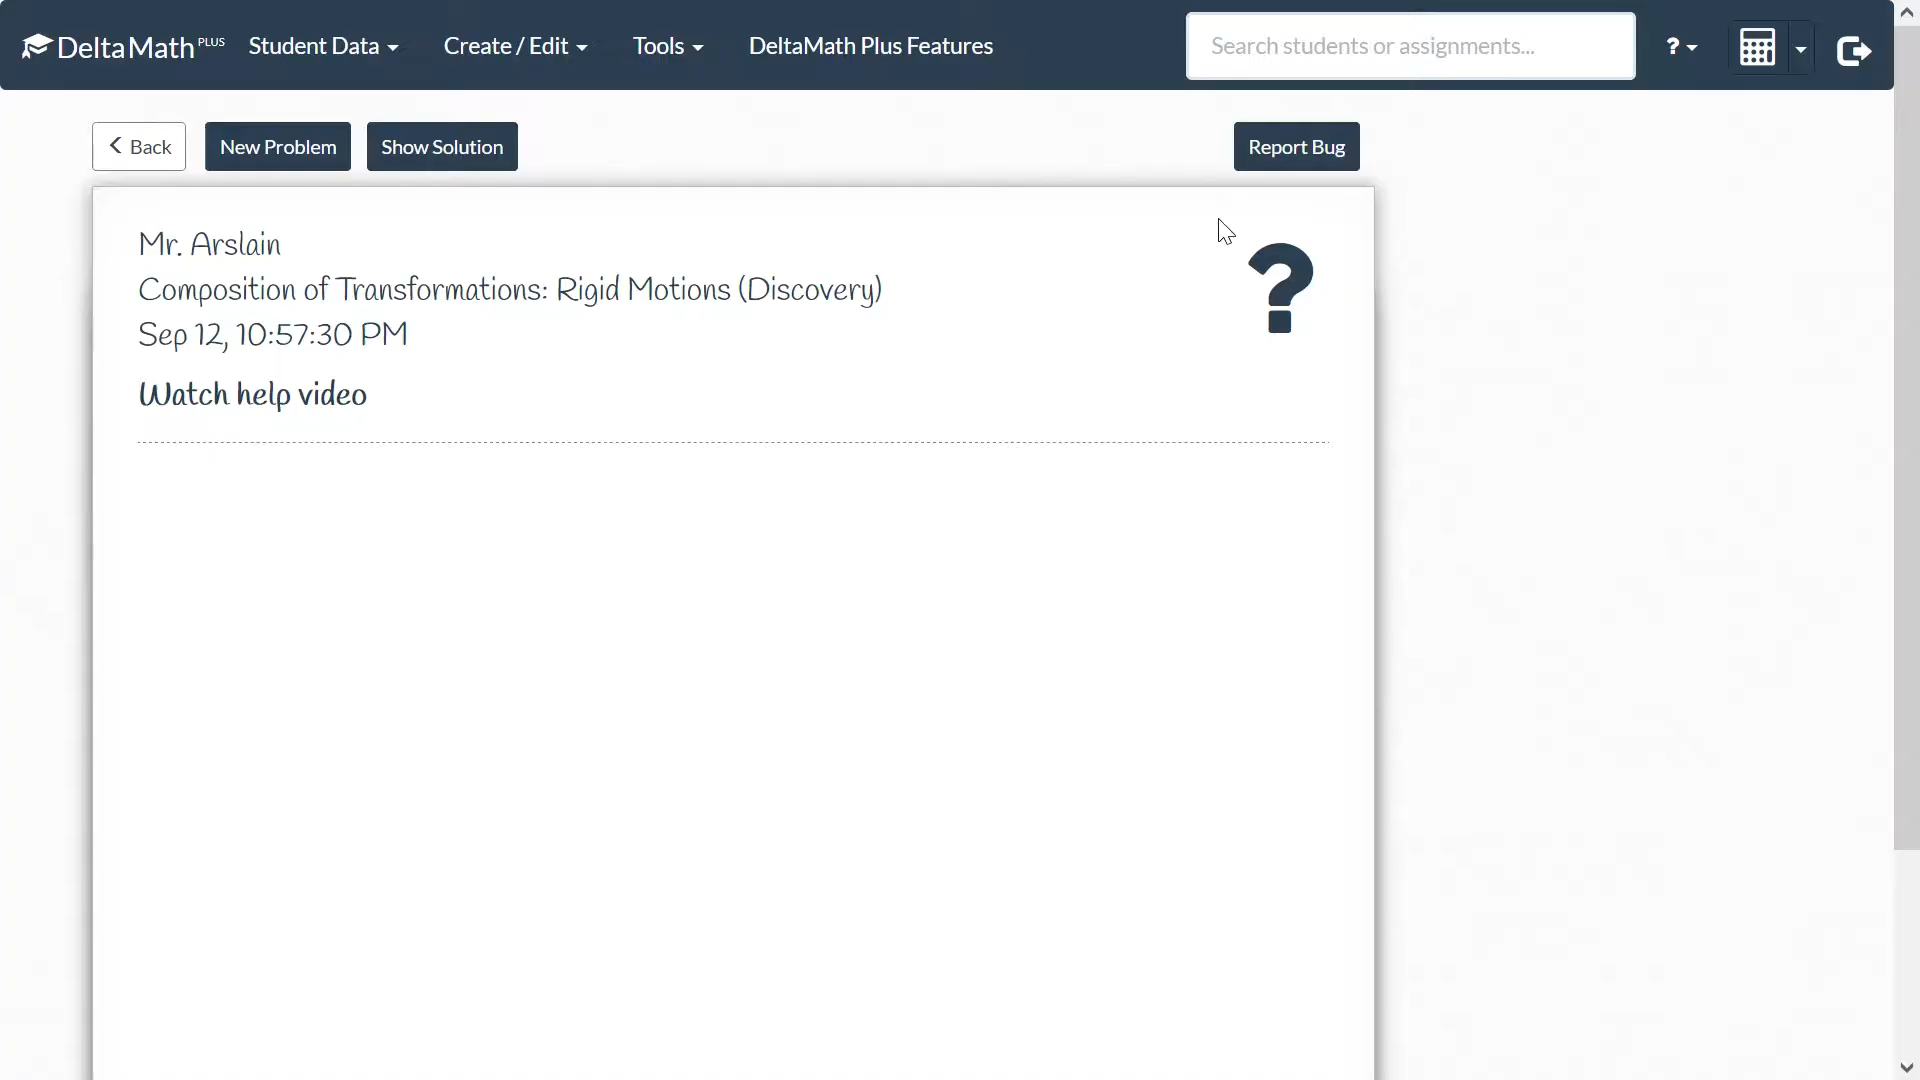 DeltaMath PLUS Student Data Create / Edit Tools DeltaMath Plus Features Search students or assignments... ?
Back New Problem Show Solution Report Bug
Mr. Arslain
Composition of Transformations: Rigid Motions (Discovery)
Sep 12, 10:57:30 PM
Watch help video
?